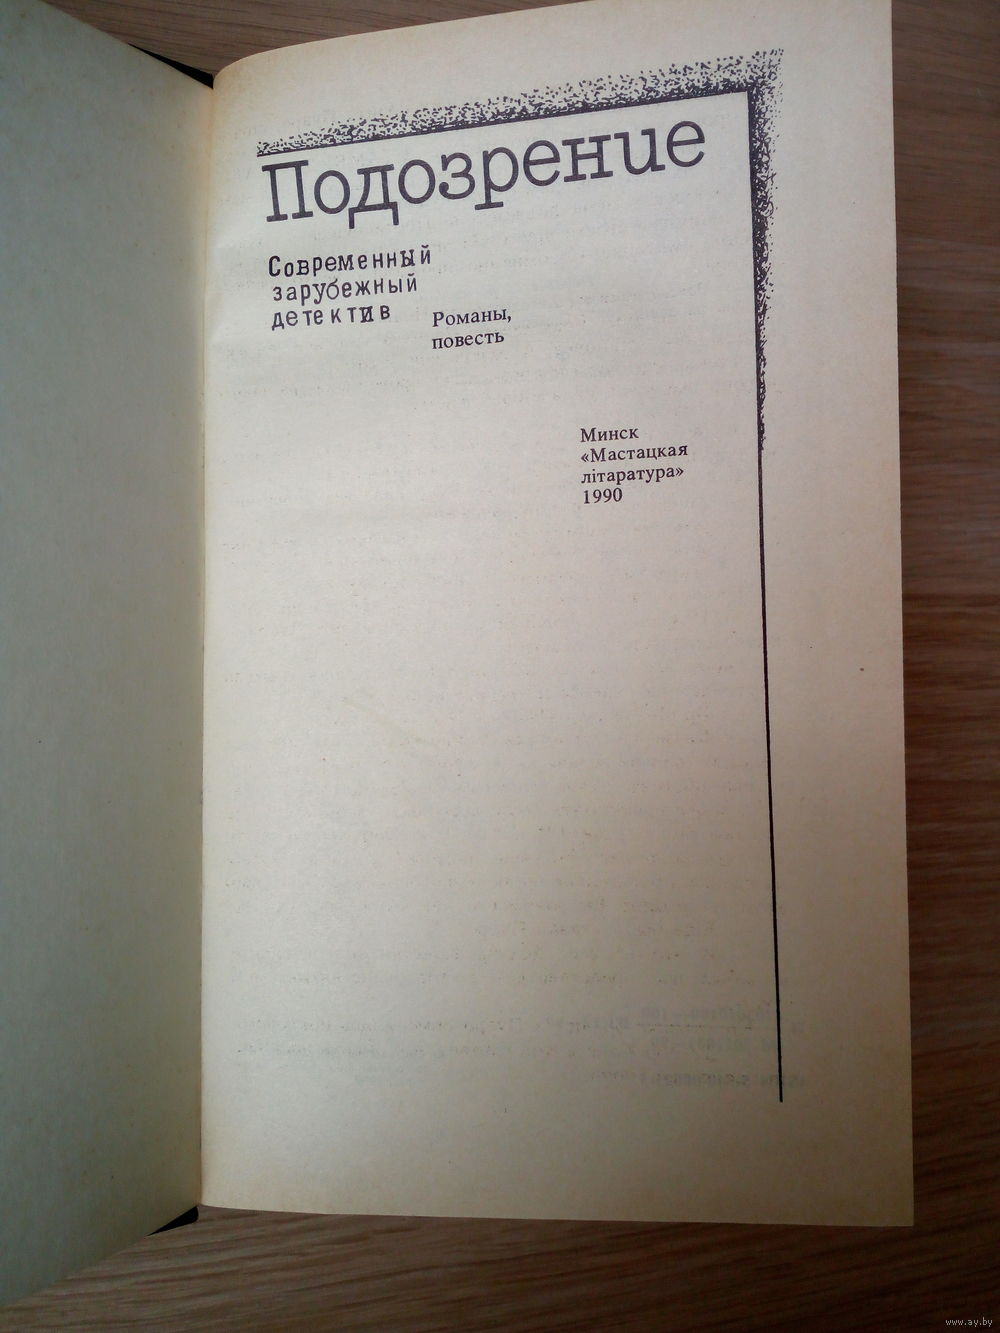 Подозрение
Современный
зарубежный
детектив
Романы,
повесть
Минск
«Мастацкая
літаратура»
1990
www.ay.by